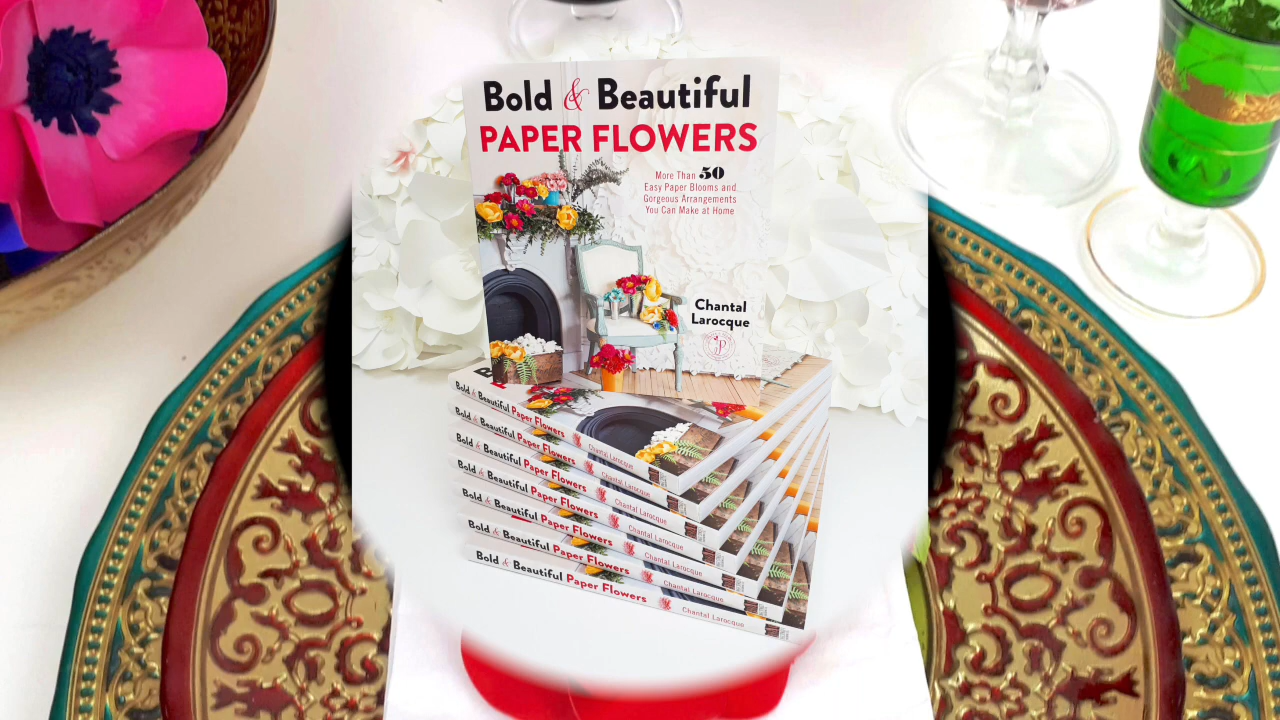 Bold & Beautiful
PAPER FLOWERS
More Than 50
Easy Paper Blooms and
Gorgeous Arrangements
You Can Make at Home
Chantal
Larocque
P
Bold & Beautiful Paper Flowers Chantal Larocque
Bold & Beautiful Paper Flowers Chantal Larocque
Bold & Beautiful Paper Flowers Chantal Larocque
Bold & Beautiful Paper Flowers Chantal Larocque
Bold & Beautiful Paper Flowers Chantal Larocque
Bold & Beautiful Paper Flowers Chantal Larocque
Bold & Beautiful Paper Flowers Chantal Larocque